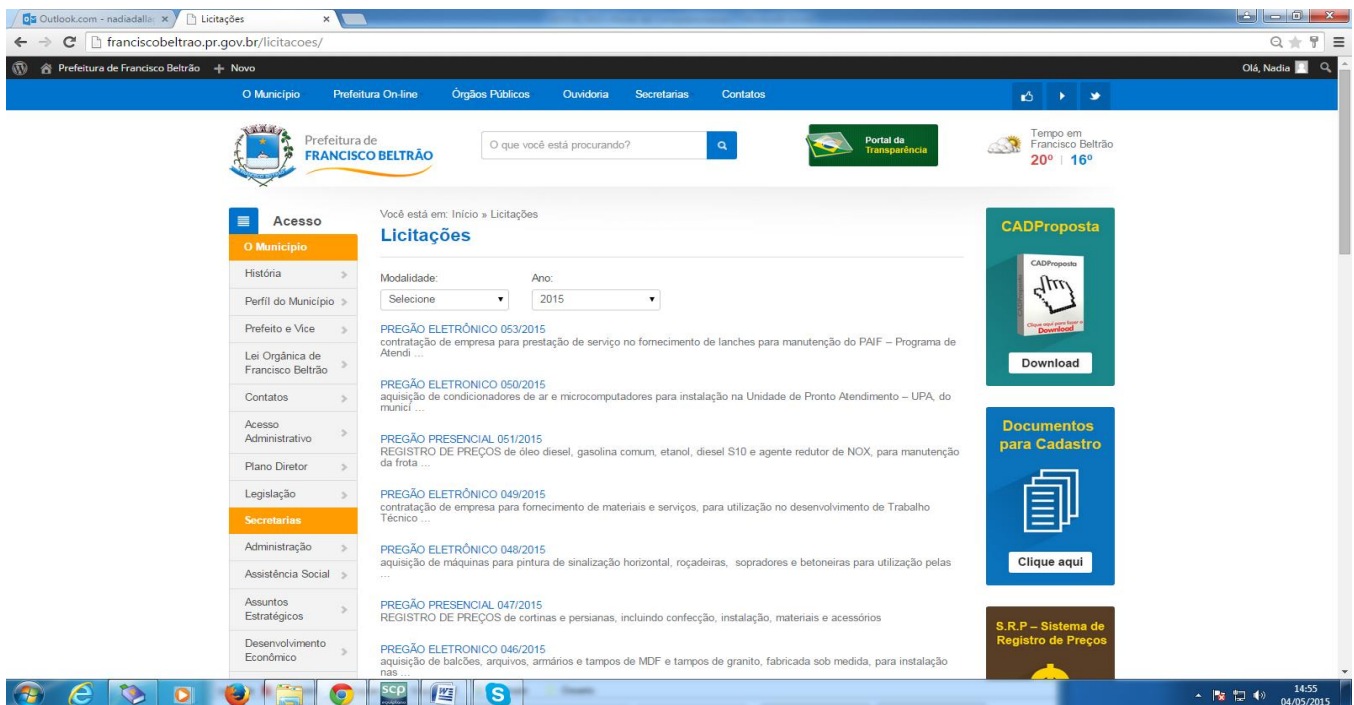 Outlook.com - nadiadalla
Licitações
franciscobeltrao.pr.gov.br/licitacoes/
Prefeitura de Francisco Beltrão + Novo
Olá, Nadia
O Município Prefeitura On-line Órgãos Públicos Ouvidoria Secretarias Contatos
Prefeitura de
FRANCISCO BELTRÃO
O que você está procurando?
Portal da
Transparência
Tempo em
Francisco Beltrão
20º | 16º
Acesso
O Município
História
Perfíl do Município
Prefeito e Vice
Lei Orgânica de
Francisco Beltrão
Contatos
Acesso
Administrativo
Plano Diretor
Legislação
Secretarias
Administração
Assistência Social
Assuntos
Estratégicos
Desenvolvimento
Econômico
Você está em: Início » Licitações
Licitações
Modalidade: Ano:
Selecione 2015
PREGÃO ELETRÔNICO 053/2015
contratação de empresa para prestação de serviço no fornecimento de lanches para manutenção do PAIF – Programa de
Atendi ...
PREGÃO ELETRONICO 050/2015
aquisição de condicionadores de ar e microcomputadores para instalação na Unidade de Pronto Atendimento – UPA, do
municí ...
PREGÃO PRESENCIAL 051/2015
REGISTRO DE PREÇOS de óleo diesel, gasolina comum, etanol, diesel S10 e agente redutor de NOX, para manutenção
da frota ...
PREGÃO ELETRÔNICO 049/2015
contratação de empresa para fornecimento de materiais e serviços, para utilização no desenvolvimento de Trabalho
Técnico ...
PREGÃO ELETRÔNICO 048/2015
aquisição de máquinas para pintura de sinalização horizontal, roçadeiras, sopradores e betoneiras para utilização pelas
...
PREGÃO PRESENCIAL 047/2015
REGISTRO DE PREÇOS de cortinas e persianas, incluindo confecção, instalação, materiais e acessórios
PREGÃO ELETRONICO 046/2015
aquisição de balcões, arquivos, armários e tampos de MDF e tampos de granito, fabricada sob medida, para instalação
nas ...
CADProposta
CADProposta
Clique aqui para fazer o
Download
Download
Documentos
para Cadastro
Clique aqui
S.R.P – Sistema de
Registro de Preços
scp
14:55
04/05/2015